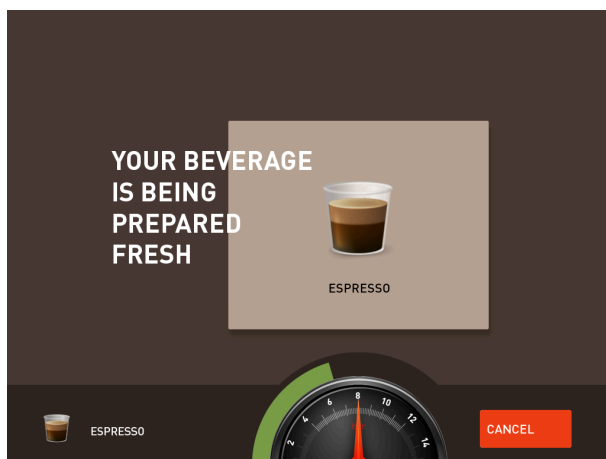 YOUR BEVERAGE
IS BEING
PREPARED
FRESH
ESPRESSO
ESPRESSO
2
4
6
8
10
12
14
CANCEL